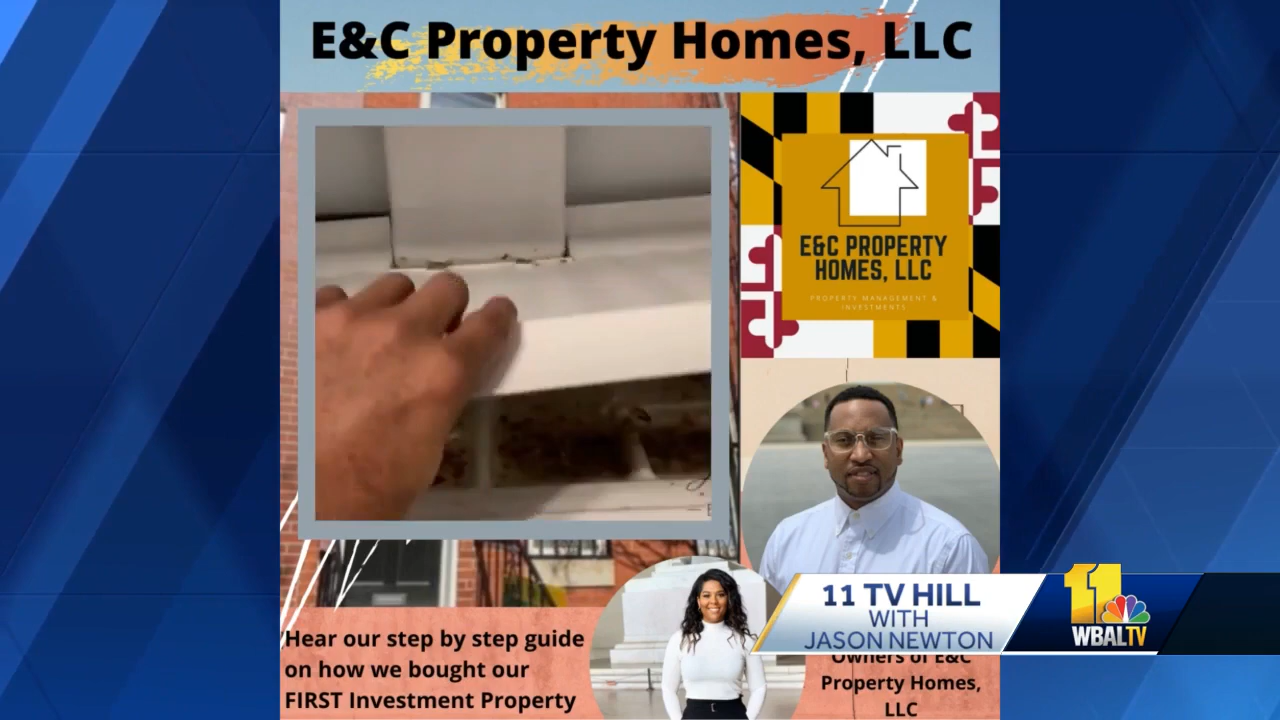 E&C Property Homes, LLC
E&C PROPERTY
HOMES, LLC
PROPERTY MANAGEMENT &
INVESTMENTS
Hear our step by step guide
on how we bought our
FIRST Investment Property
Owners of E&C
Property Homes,
LLC
11 TV HILL
WITH
JASON NEWTON
11
WBALTV